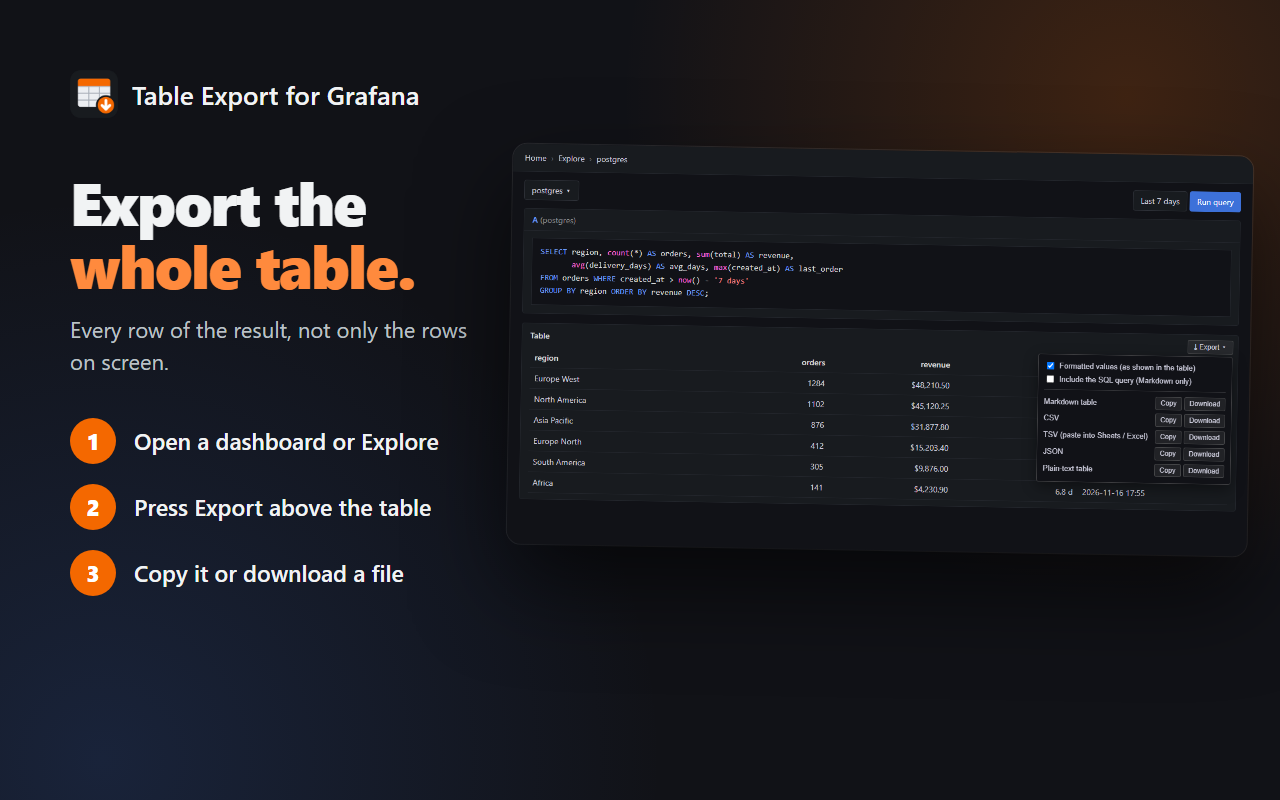 Table Export for Grafana
Export the
whole table.
Every row of the result, not only the rows
on screen.
1 Open a dashboard or Explore
2 Press Export above the table
3 Copy it or download a file
Home › Explore › postgres
postgres
Last 7 days Run query
A (postgres)
SELECT region, count(*) AS orders, sum(total) AS revenue,
avg(delivery_days) AS avg_days, max(created_at) AS last_order
FROM orders WHERE created_at > now() - '7 days'
GROUP BY region ORDER BY revenue DESC;
Table
Export
region orders revenue
Europe West 1284 $48,210.50
North America 1102 $45,120.25
Asia Pacific 876 $31,877.80
Europe North 412 $15,203.40
South America 305 $9,876.00
Africa 141 $4,230.90 6.8 d 2026-11-16 17:55
Formatted values (as shown in the table)
Include the SQL query (Markdown only)
Markdown table Copy Download
CSV Copy Download
TSV (paste into Sheets / Excel) Copy Download
JSON Copy Download
Plain-text table Copy Download